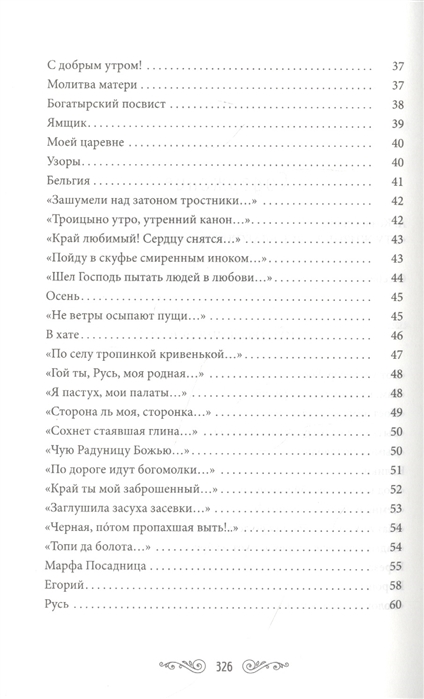 С добрым утром! 37
Молитва матери 37
Богатырский посвист 38
Ямщик 39
Моей царевне 40
Узоры 40
Бельгия 41
«Зашумели над затоном тростники…» 42
«Троицыно утро, утренний канон…» 42
«Край любимый! Сердцу снятся…» 43
«Пойду в скуфье смиренным иноком…» 43
«Шел Господь пытать людей в любови…» 44
Осень 45
«Не ветры осыпают пущи…» 45
В хате 46
«По селу тропинкой кривенькой…» 47
«Гой ты, Русь, моя родная…» 48
«Я пастух, мои палаты…» 48
«Сторона ль моя, сторонка…» 49
«Сохнет стаявшая глина…» 50
«Чую Радуницу Божью…» 50
«По дороге идут богомолки…» 51
«Край ты мой заброшенный…» 52
«Заглушила засуха засевки…» 53
«Черная, по́том пропахшая выть!..» 54
«Топи да болота…» 54
Марфа Посадница 55
Егорий 58
Русь 60
326